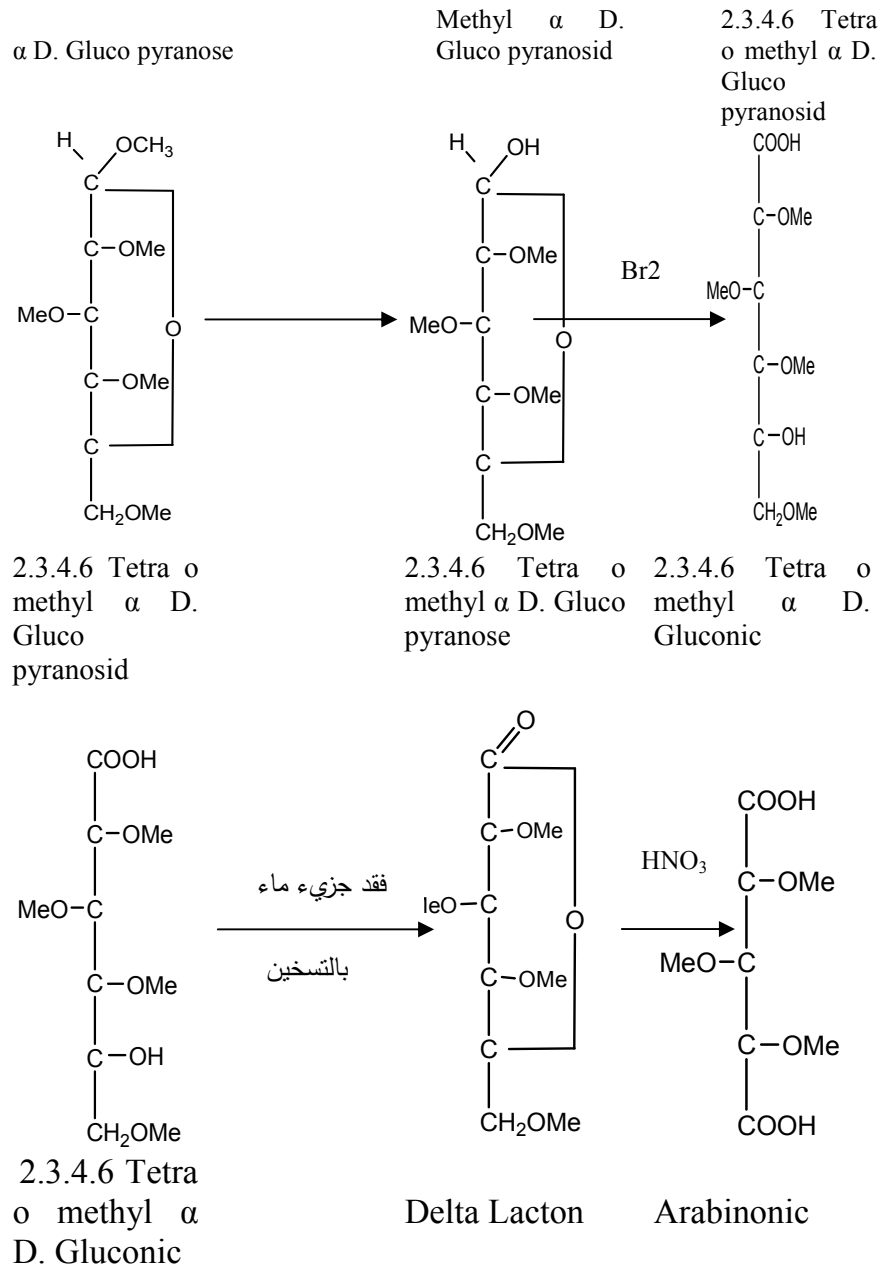 α D. Gluco pyranose
Methyl α D.
Gluco pyranosid
2.3.4.6 Tetra
o methyl α D.
Gluco
pyranosid
H
OCH3
C
C-OMe
MeO-C
O
C-OMe
C
CH2OMe
H
OH
C
C-OMe
MeO-C
O
C-OMe
C
CH2OMe
Br2
COOH
C-OMe
MeO-C
C-OMe
C-OH
CH2OMe
2.3.4.6 Tetra o
methyl α D.
Gluco
pyranosid
2.3.4.6 Tetra o
methyl α D. Gluco
pyranose
2.3.4.6 Tetra o
methyl α D.
Gluconic
COOH
C-OMe
MeO-C
C-OMe
C-OH
CH2OMe
فقد جزيء ماء
بالتسخين
O
C
C-OMe
IeO-C
O
C-OMe
C
CH2OMe
HNO3
COOH
C-OMe
MeO-C
C-OMe
COOH
2.3.4.6 Tetra
o methyl α
D. Gluconic
Delta Lacton
Arabinonic